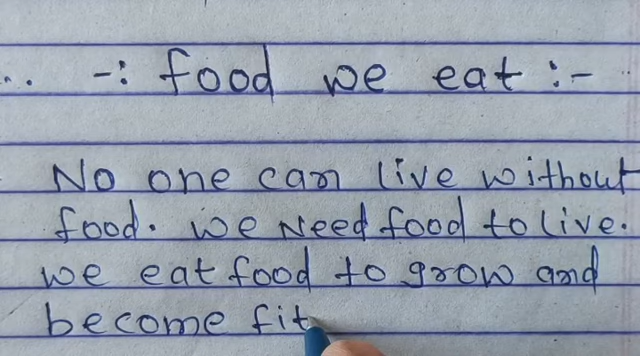 -: food we eat :-
No one can live without
food. we Need food to live.
we eat food to grow and
become fit